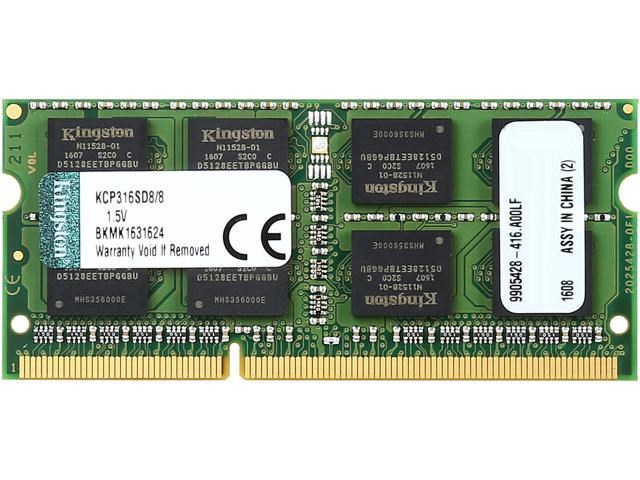 211
VOL
Kingston
N11528-01
1607 S2C0 C
D5128EETBPGGBU
Kingston
N11528-01
1607 S2C0 C
D5128EETBPGGBU
Kingston
KCP316SD8/8
1.5V
BKMK1631624
Warranty Void If Removed
CE
CE
D5128EETBPGGBU
MHS356000E
D5128EETBPGGBU
MHS356000E
MHS356000E
D5128EETBPGGBU
1607 S2C0 C
N11528-01
Kingston
MHS356000E
D5128EETBPGGBU
1607 S2C0 C
N11528-01
Kingston
9905428-416.A00LF
1608 ASSY IN CHINA (2)
1